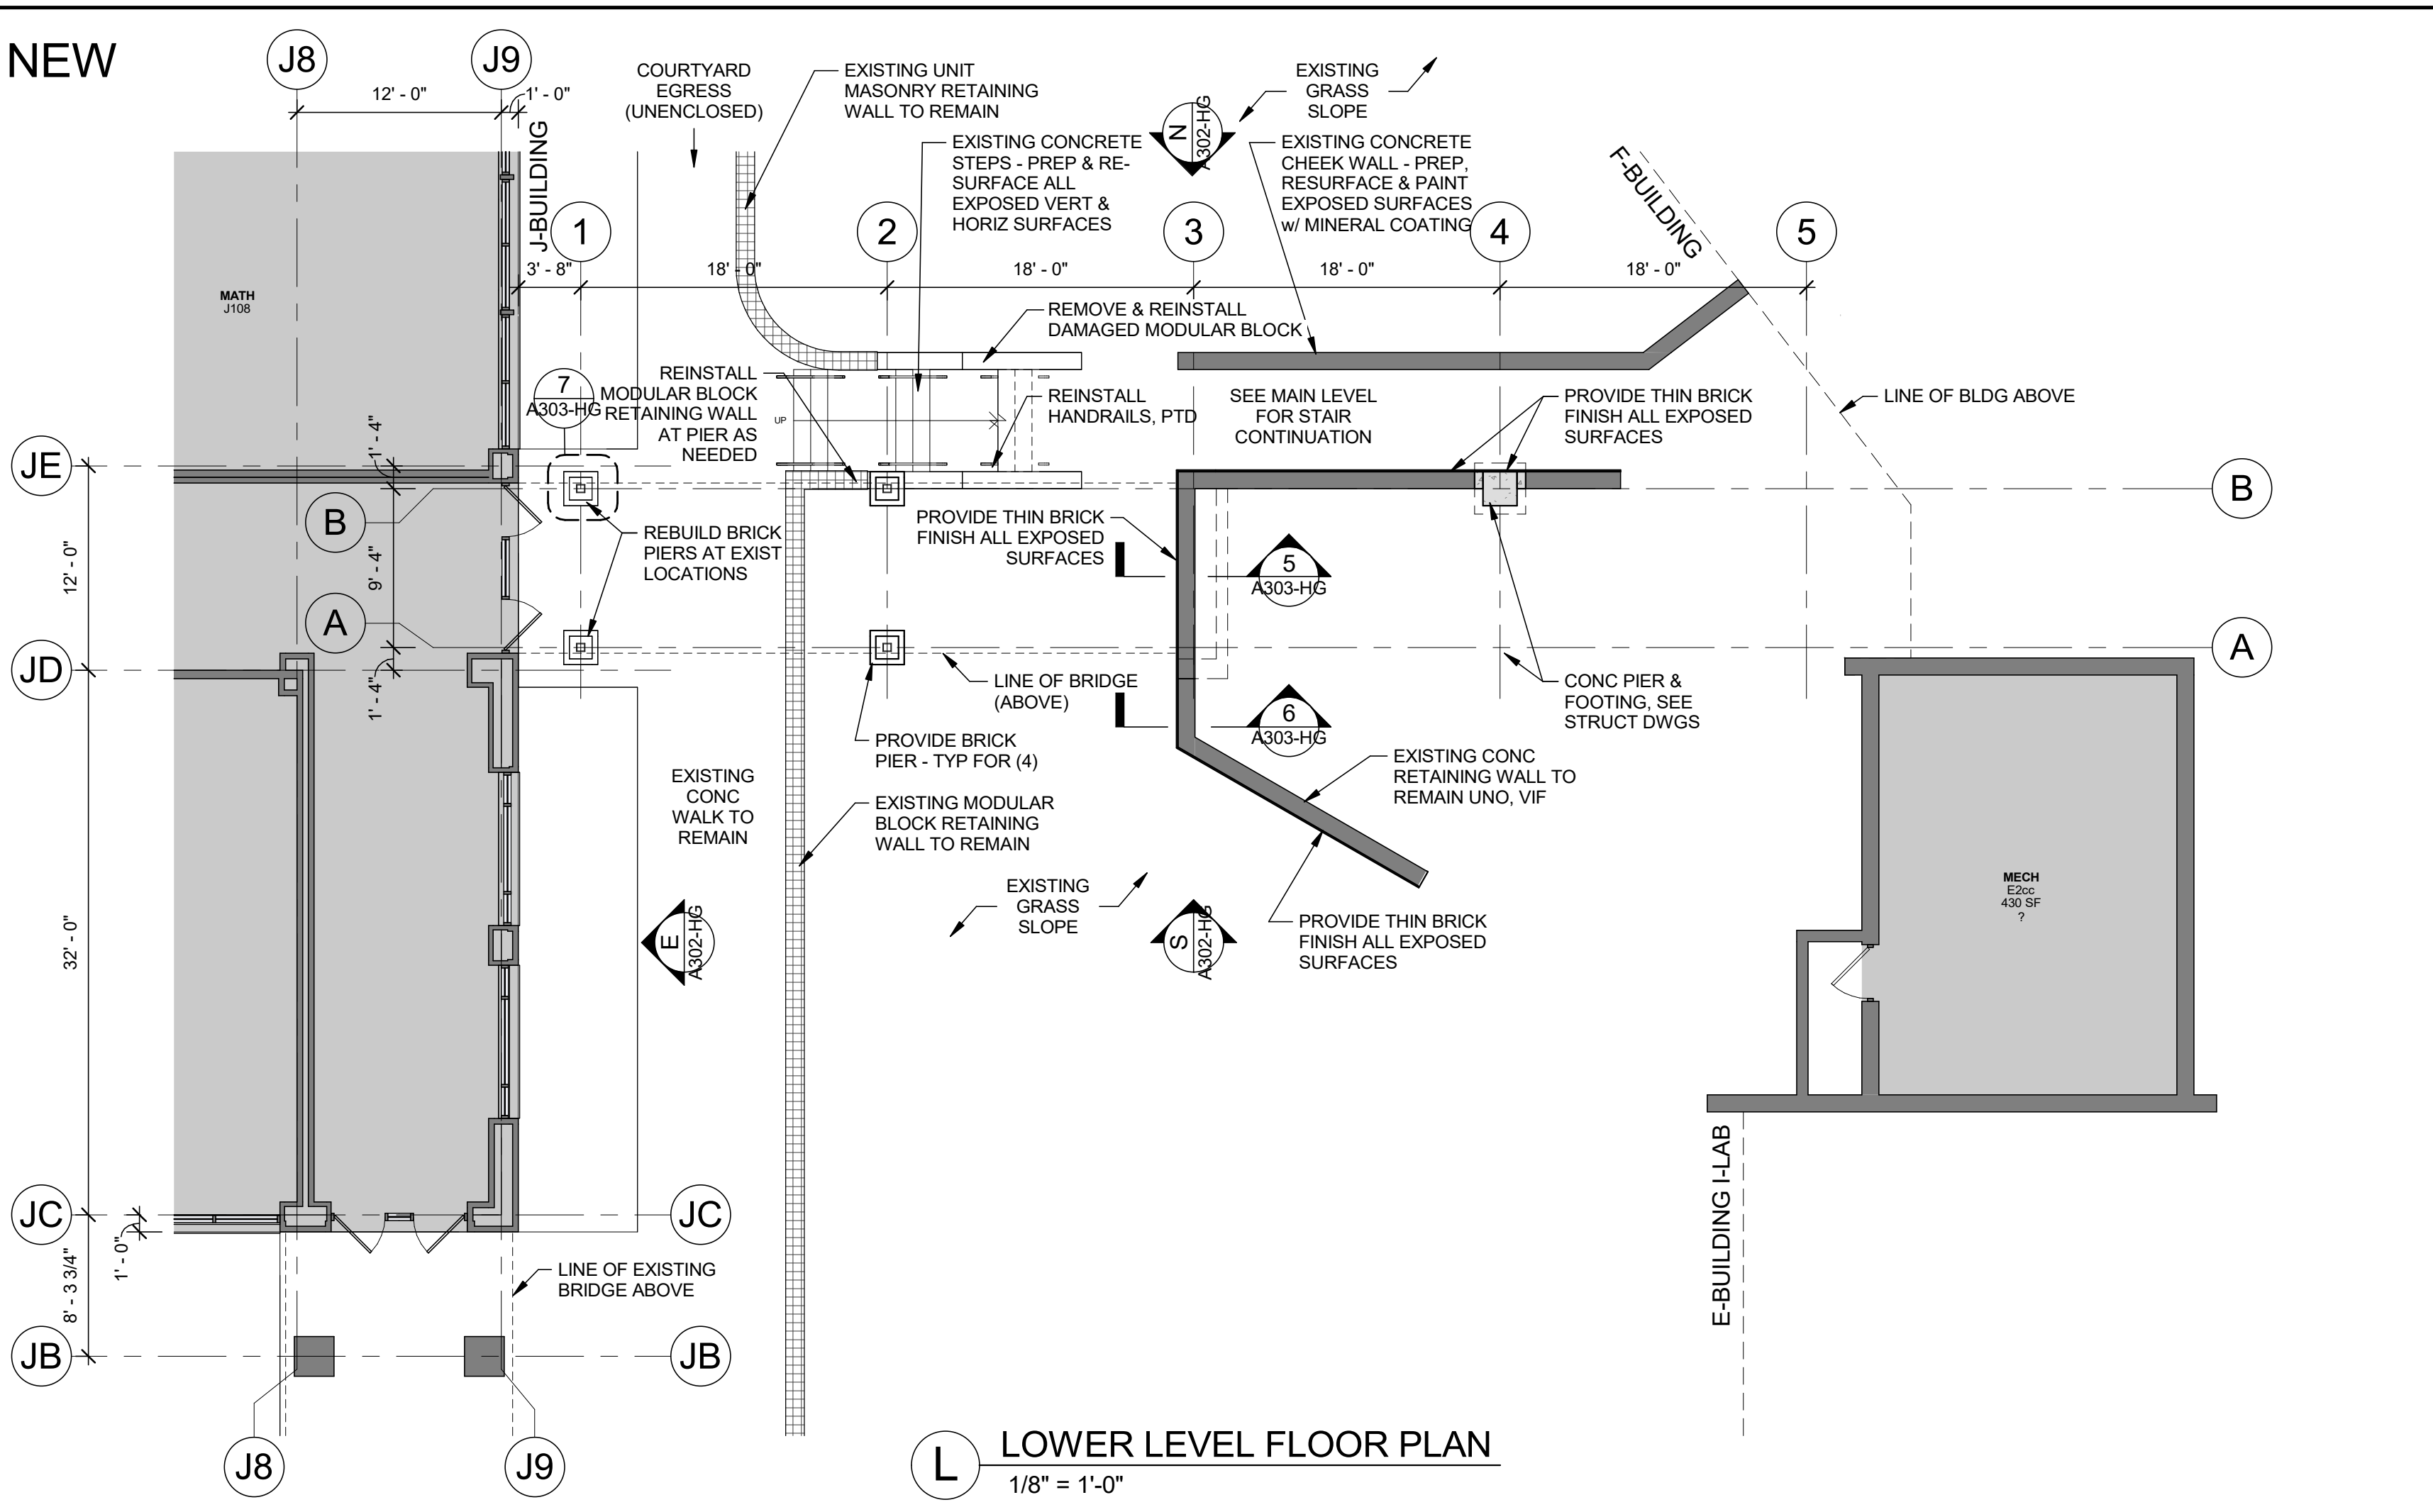 NEW
J8
J9
12' - 0"
1' - 0"
J-BUILDING
COURTYARD
EGRESS
(UNENCLOSED)
EXISTING UNIT
MASONRY RETAINING
WALL TO REMAIN
EXISTING CONCRETE
STEPS - PREP & RE-
SURFACE ALL
EXPOSED VERT &
HORIZ SURFACES
N
A302-HG
EXISTING
GRASS
SLOPE
EXISTING CONCRETE
CHEEK WALL - PREP,
RESURFACE & PAINT
EXPOSED SURFACES
w/ MINERAL COATING
F-BUILDING
1
2
3
4
5
3' - 8"
18' - 0"
18' - 0"
18' - 0"
18' - 0"
MATH
J108
REMOVE & REINSTALL
DAMAGED MODULAR BLOCK
7
A303-HG
REINSTALL
MODULAR BLOCK
RETAINING WALL
AT PIER AS
NEEDED
UP
REINSTALL
HANDRAILS, PTD
SEE MAIN LEVEL
FOR STAIR
CONTINUATION
PROVIDE THIN BRICK
FINISH ALL EXPOSED
SURFACES
LINE OF BLDG ABOVE
JE
1' - 4"
B
B
12' - 0"
9' - 4"
REBUILD BRICK
PIERS AT EXIST
LOCATIONS
PROVIDE THIN BRICK
FINISH ALL EXPOSED
SURFACES
5
A303-HG
A
A
JD
1' - 4"
LINE OF BRIDGE
(ABOVE)
6
A303-HG
CONC PIER &
FOOTING, SEE
STRUCT DWGS
PROVIDE BRICK
PIER - TYP FOR (4)
EXISTING
CONC
WALK TO
REMAIN
EXISTING MODULAR
BLOCK RETAINING
WALL TO REMAIN
EXISTING CONC
RETAINING WALL TO
REMAIN UNO, VIF
32' - 0"
E
A302-HG
EXISTING
GRASS
SLOPE
S
A302-HG
PROVIDE THIN BRICK
FINISH ALL EXPOSED
SURFACES
MECH
E2cc
430 SF
?
JC
JC
1' - 0"
8' - 3 3/4"
LINE OF EXISTING
BRIDGE ABOVE
E-BUILDING I-LAB
JB
JB
J8
J9
L
LOWER LEVEL FLOOR PLAN
1/8" = 1'-0"